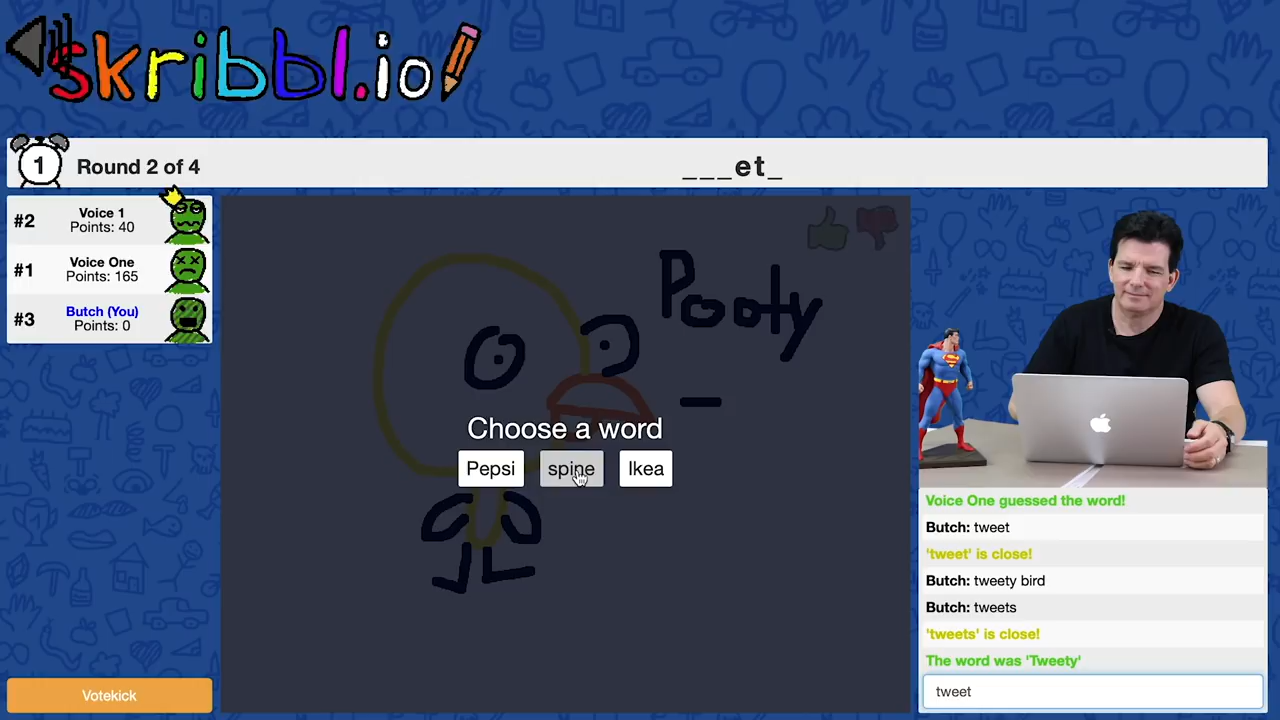 skribbl.io
1
Round 2 of 4
___et_
#2
Voice 1
Points: 40
#1
Voice One
Points: 165
#3
Butch (You)
Points: 0
Pooty
Choose a word
Pepsi
spine
Ikea
Voice One guessed the word!
Butch: tweet
'tweet' is close!
Butch: tweety bird
Butch: tweets
'tweets' is close!
The word was 'Tweety'
tweet
Votekick